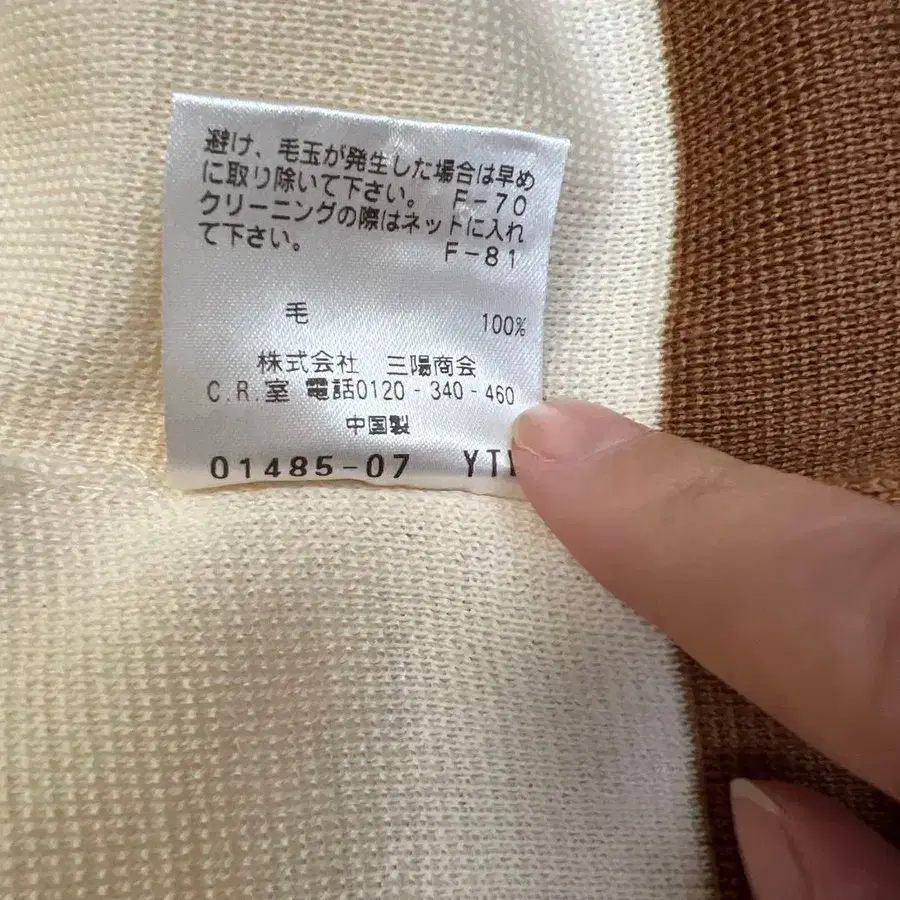 避け、毛玉が発生した場合は早め
に取り除いて下さい。 F-70
クリーニングの際はネットに入れ
て下さい。 F-81
毛 100%
株式会社 三陽商会
C.R.室 電話0120-340-460
中国製
01485-07